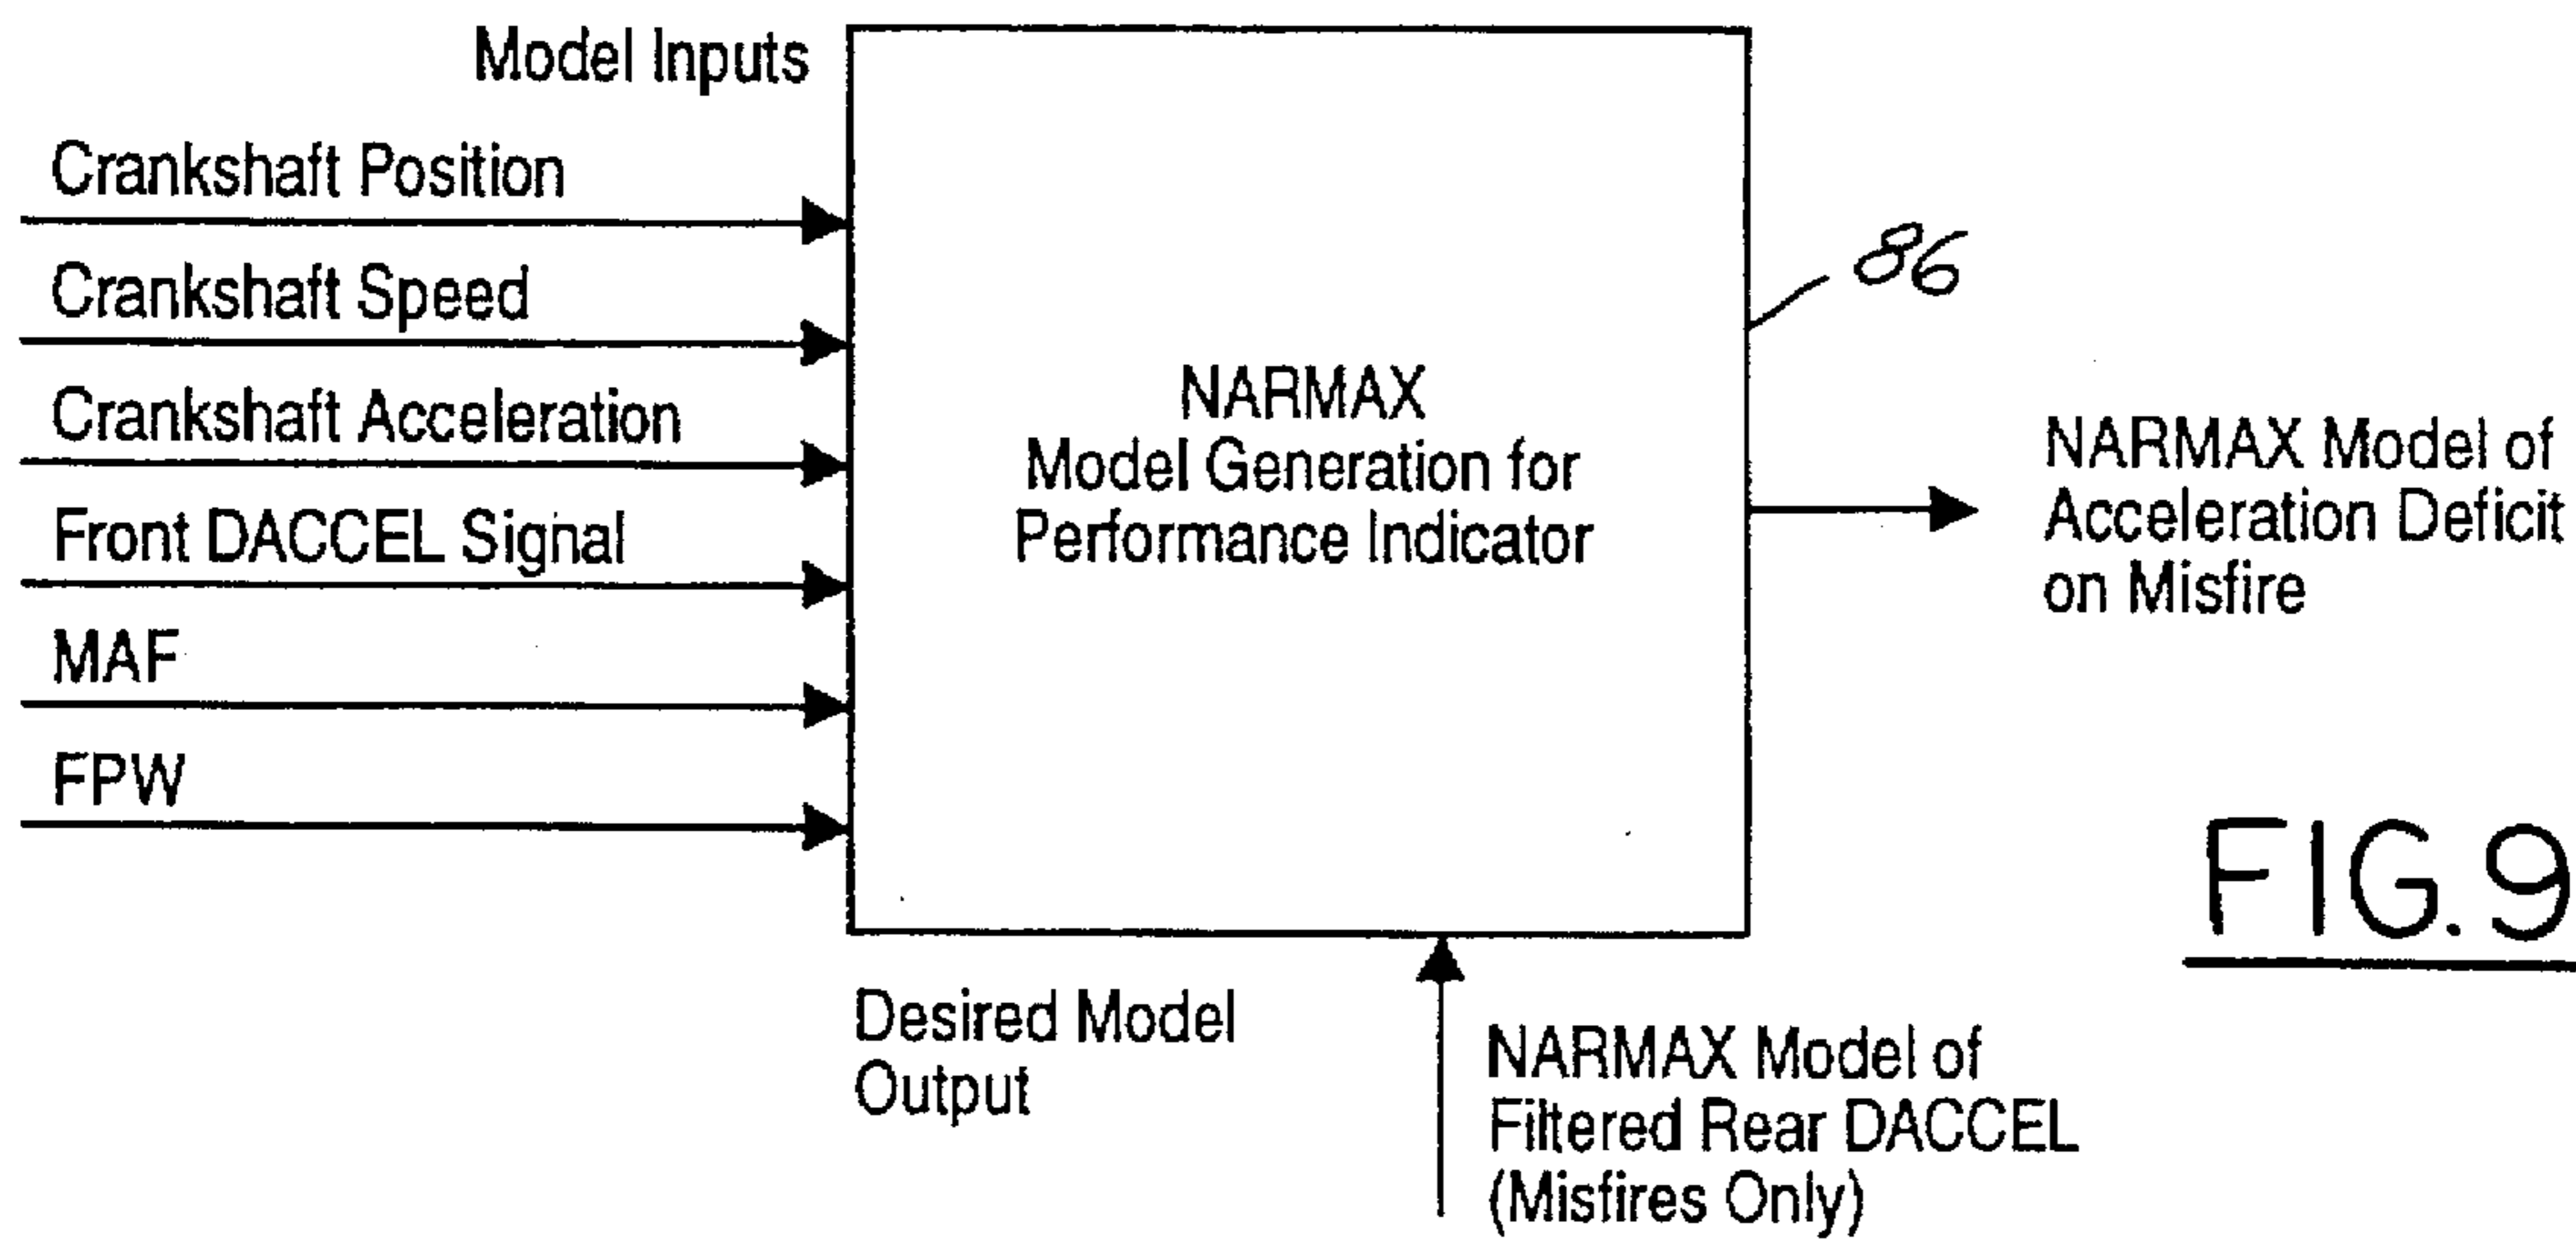 Model Inputs
Crankshaft Position
Crankshaft Speed
Crankshaft Acceleration
Front DACCEL Signal
MAF
FPW
NARMAX
Model Generation for
Performance Indicator
86
NARMAX Model of
Acceleration Deficit
on Misfire
Desired Model
Output
NARMAX Model of
Filtered Rear DACCEL
(Misfires Only)
FIG.9